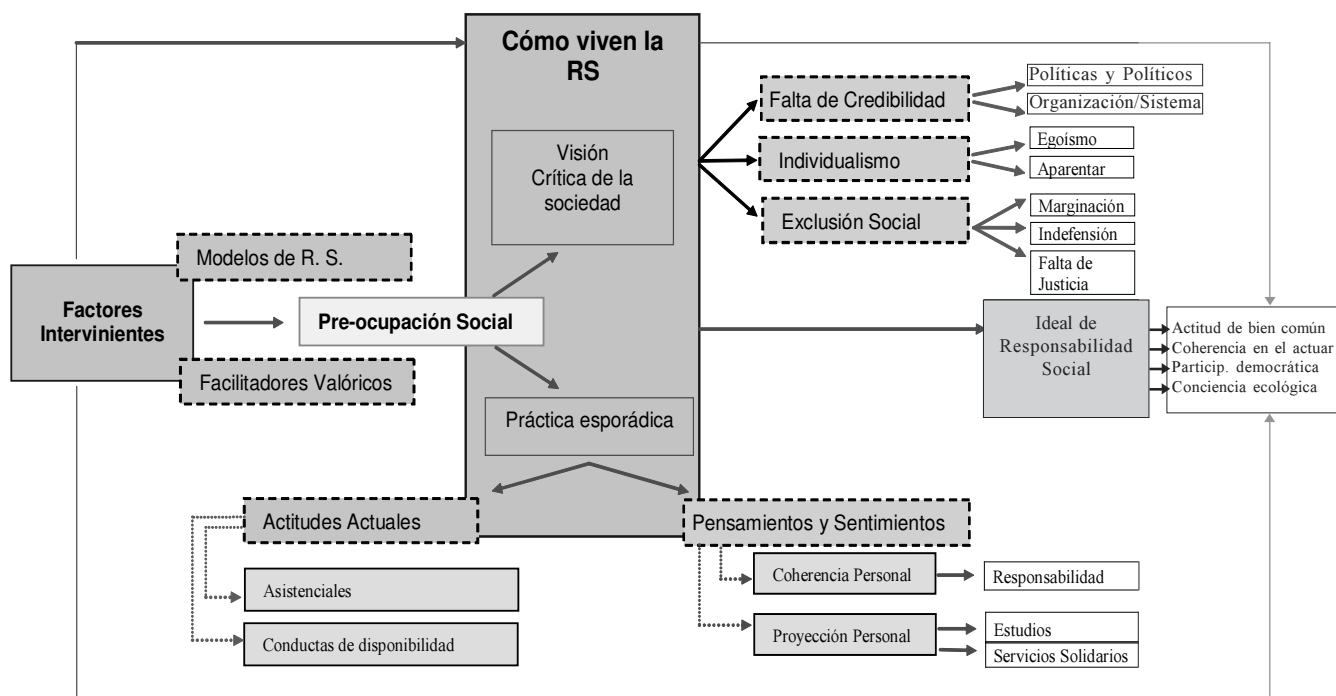 Cómo viven la
RS
Visión
Crítica de la
sociedad
Falta de Credibilidad
Políticas y Políticos
Organización/Sistema
Individualismo
Egoísmo
Aparentar
Exclusión Social
Marginación
Indefensión
Falta de
Justicia
Modelos de R. S.
Factores
Intervinientes
Pre-ocupación Social
Facilitadores Valóricos
Ideal de
Responsabilidad
Social
Actitud de bien común
Coherencia en el actuar
Particip. democrática
Conciencia ecológica
Práctica esporádica
Actitudes Actuales
Asistenciales
Conductas de disponibilidad
Pensamientos y Sentimientos
Coherencia Personal
Responsabilidad
Proyección Personal
Estudios
Servicios Solidarios